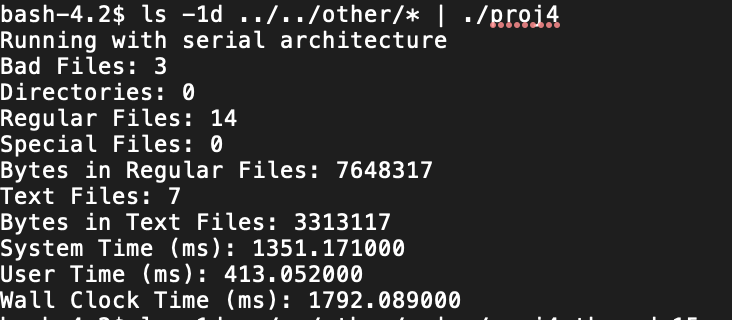 bash-4.2$ ls -1d ../../other/* | ./proj4
Running with serial architecture
Bad Files: 3
Directories: 0
Regular Files: 14
Special Files: 0
Bytes in Regular Files: 7648317
Text Files: 7
Bytes in Text Files: 3313117
System Time (ms): 1351.171000
User Time (ms): 413.052000
Wall Clock Time (ms): 1792.089000